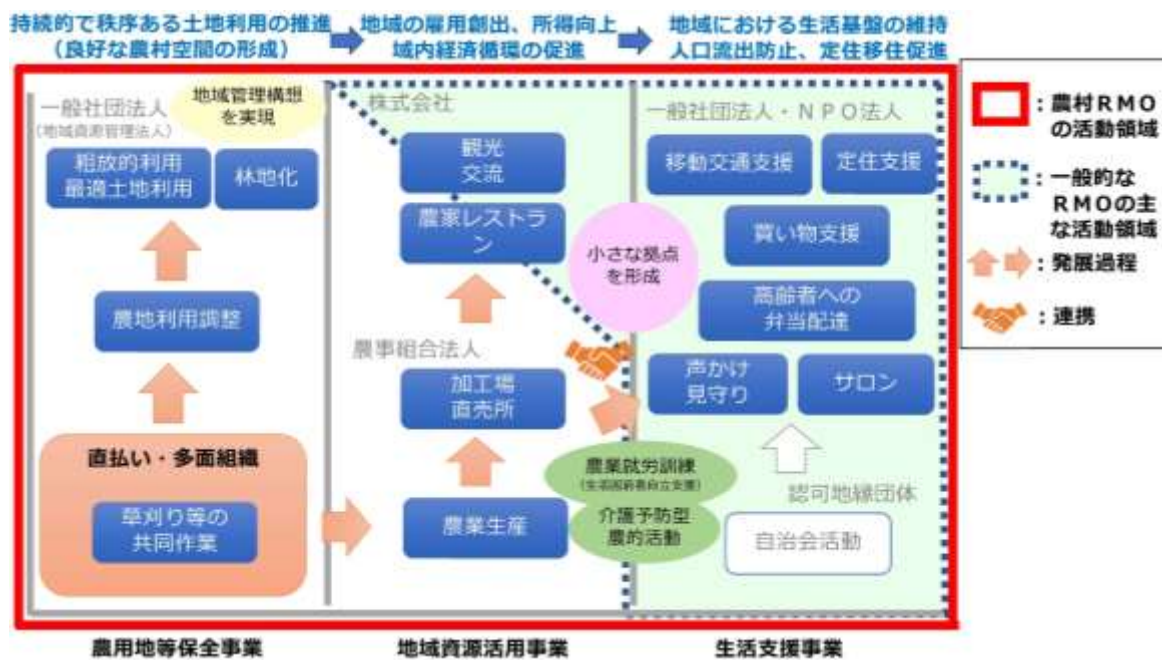 持続的で秩序ある土地利用の推進
(良好な農村空間の形成)
地域の雇用創出、所得向上
域内経済循環の促進
地域における生活基盤の維持
人口流出防止、定住移住促進
一般社団法人
(地域資源管理法人)
地域管理構想
を実現
粗放的利用
最適土地利用
林地化
農地利用調整
直払い・多面組織
草刈り等の
共同作業
農用地等保全事業
株式会社
観光
交流
農家レストラ
ン
農事組合法人
加工場
直売所
農業生産
地域資源活用事業
小さな拠点
を形成
農業就労訓練
(生活困窮者自立支援)
介護予防型
農的活動
一般社団法人・NPO法人
移動交通支援
定住支援
買い物支援
高齢者への
弁当配達
声かけ
見守り
サロン
認可地縁団体
自治会活動
生活支援事業
:農村RMO
の活動領域
:一般的な
RMOの主
な活動領域
:発展過程
:連携